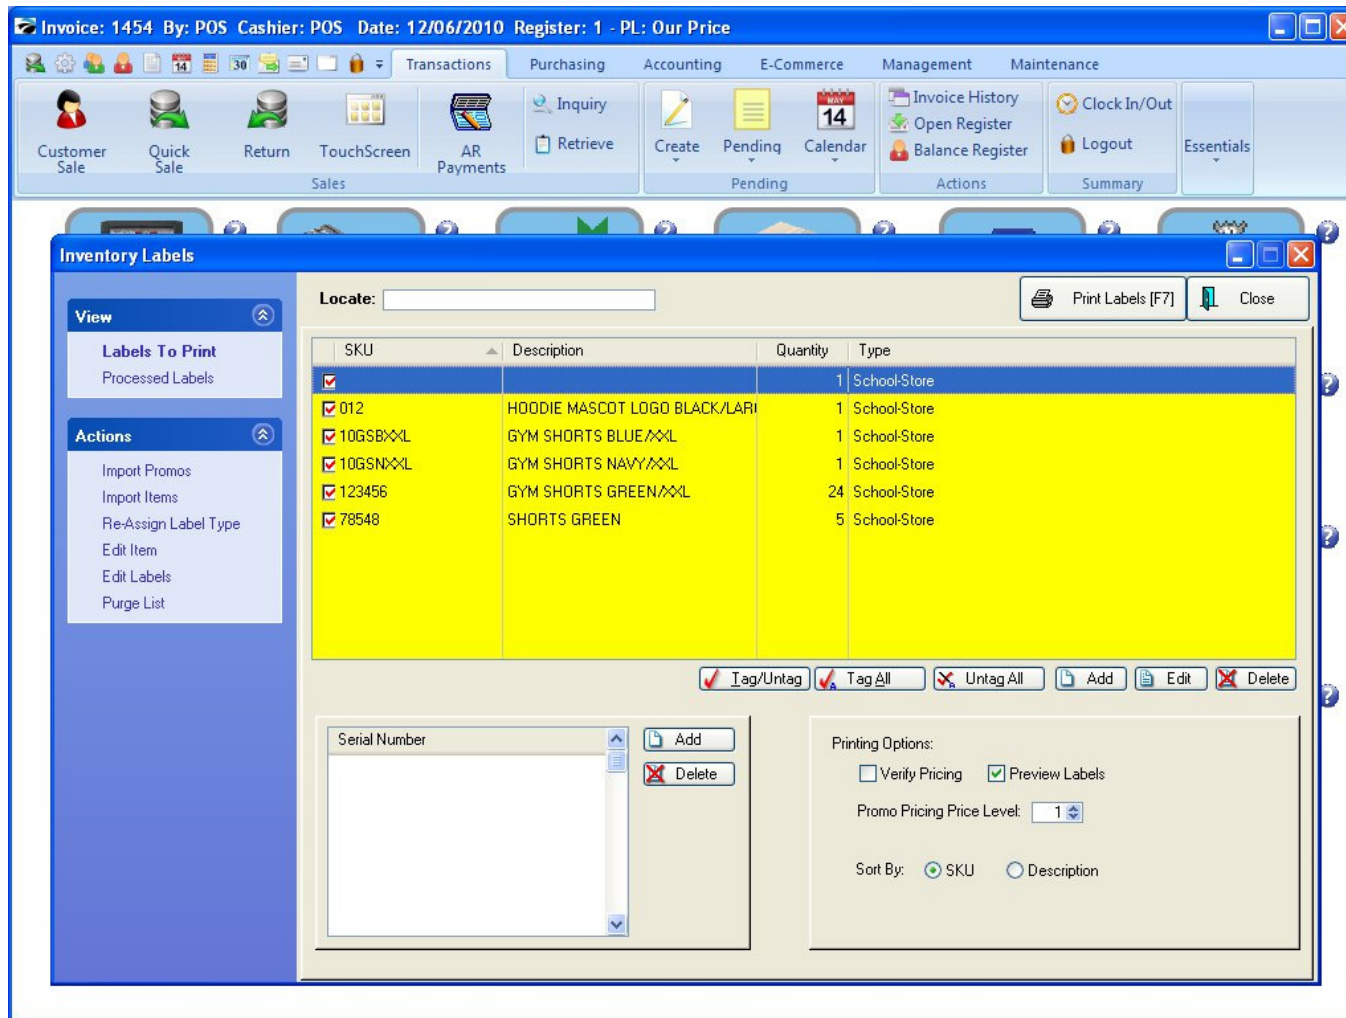 Invoice: 1454 By: POS Cashier: POS Date: 12/06/2010 Register: 1 - PL: Our Price
14 30 Transactions Purchasing Accounting E-Commerce Management Maintenance
Customer Sale
Quick Sale
Return
TouchScreen
AR Payments
Inquiry
Retrieve
Sales
Create
Pending
MAY 14
Calendar
Pending
Invoice History
Open Register
Balance Register
Actions
Clock In/Out
Logout
Summary
Essentials
Inventory Labels
View
Labels To Print
Processed Labels
Actions
Import Promos
Import Items
Re-Assign Label Type
Edit Item
Edit Labels
Purge List
Locate:
Print Labels [F7] Close
SKU Description Quantity Type
1 School-Store
012 HOODIE MASCOT LOGO BLACK/LAR 1 School-Store
10GSBXXL GYM SHORTS BLUE/XXL 1 School-Store
10GSNXXL GYM SHORTS NAVY/XXL 1 School-Store
123456 GYM SHORTS GREEN/XXL 24 School-Store
78548 SHORTS GREEN 5 School-Store
Tag/Untag Tag All Untag All Add Edit Delete
Serial Number
Add
Delete
Printing Options:
Verify Pricing Preview Labels
Promo Pricing Price Level: 1
Sort By: SKU Description